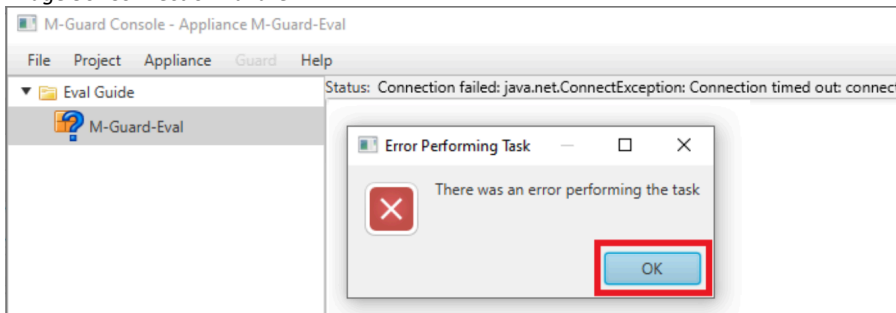 M-Guard Console - Appliance M-Guard-Eval
File Project Appliance Guard Help
Eval Guide
Status: Connection failed: java.net.ConnectException: Connection timed out: connect
M-Guard-Eval
Error Performing Task
There was an error performing the task
OK